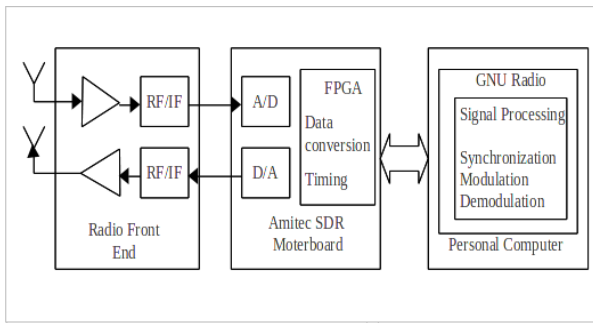 RF/IF
RF/IF
Radio Front
End
A/D
D/A
FPGA
Data
conversion
Timing
Amitec SDR
Moterboard
GNU Radio
Signal Processing
Synchronization
Modulation
Demodulation
Personal Computer